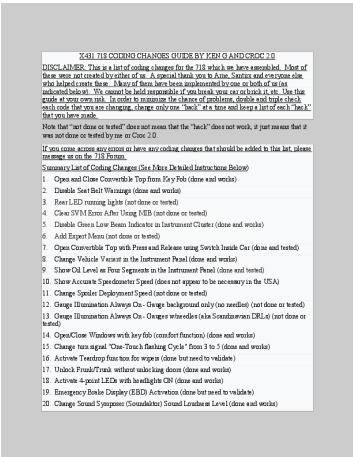 X431 718 CODING CHANGES GUIDE BY KEN G AND CROC 2.0
DISCLAIMER: This is a list of coding changes for the 718 which we have assembled. Most of
these were not created by either of us. A special thank you to Arne, Santirx and everyone else
who helped create these. Many of them have been implemented by one or both of us (as
indicated below). We cannot be held responsible if you break your car or brick it, etc. Use this
guide at your own risk. In order to minimize the chance of problems, double and triple check
each code that you are changing, change only one "hack" at a time and keep a list of each "hack"
that you have made.
Note that "not done or tested" does not mean that the "hack" does not work, it just means that it
was not done or tested by me or Croc 2.0.
If you come across any errors or have any coding changes that should be added to this list, please
message us on the 718 Forum.
Summary List of Coding Changes (See More Detailed Instructions Below)
1. Open and Close Convertible Top from Key Fob (done and works)
2. Disable Seat Belt Warnings (done and works)
3. Rear LED running lights (not done or tested)
4. Clear SVM Error After Using MIB (not done or tested)
5. Disable Green Low Beam Indicator in Instrument Cluster (done and works)
6. Add Expert Menu (not done or tested)
7. Open Convertible Top with Press and Release using Switch Inside Car (done and tested)
8. Change Vehicle Variant in the Instrument Panel (done and works)
9. Show Oil Level as Four Segments in the Instrument Panel (done and tested)
10. Show Accurate Speedometer Speed (does not appear to be necessary in the USA)
11. Change Spoiler Deployment Speed (not done or tested)
12. Gauge Illumination Always On - Gauge background only (no needles) (not done or tested)
13. Gauge Illumination Always On - Gauges w/needles (aka Scandinavian DRLs) (not done or
tested)
14. Open/Close Windows with key fob (comfort function) (done and works)
15. Change turn signal "One-Touch flashing Cycle" from 3 to 5 (done and works)
16. Activate Teardrop function for wipers (done but need to validate)
17. Unlock Frunk/Trunk without unlocking doors (done and works)
18. Activate 4-point LEDs with headlights ON (done and works)
19. Emergency Brake Display (EBD) Activation (done but need to validate)
20. Change Sound Symposer (Soundaktor) Sound Loudness Level (done and works)